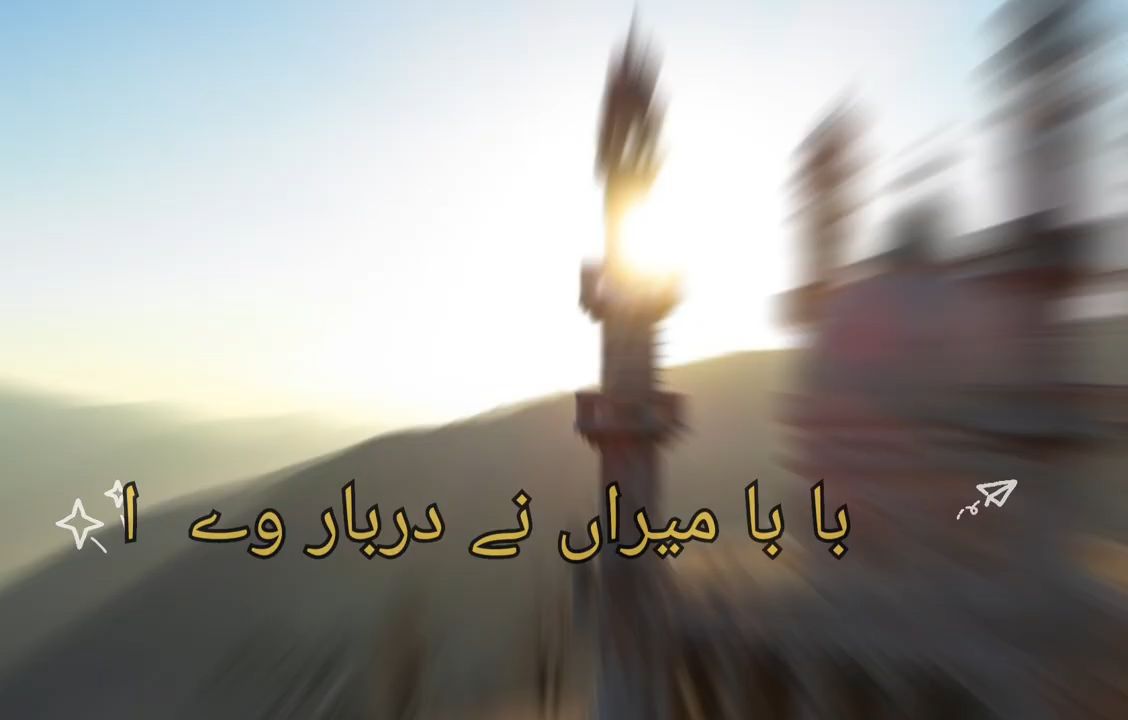 با با میراں نے دربار وے ا